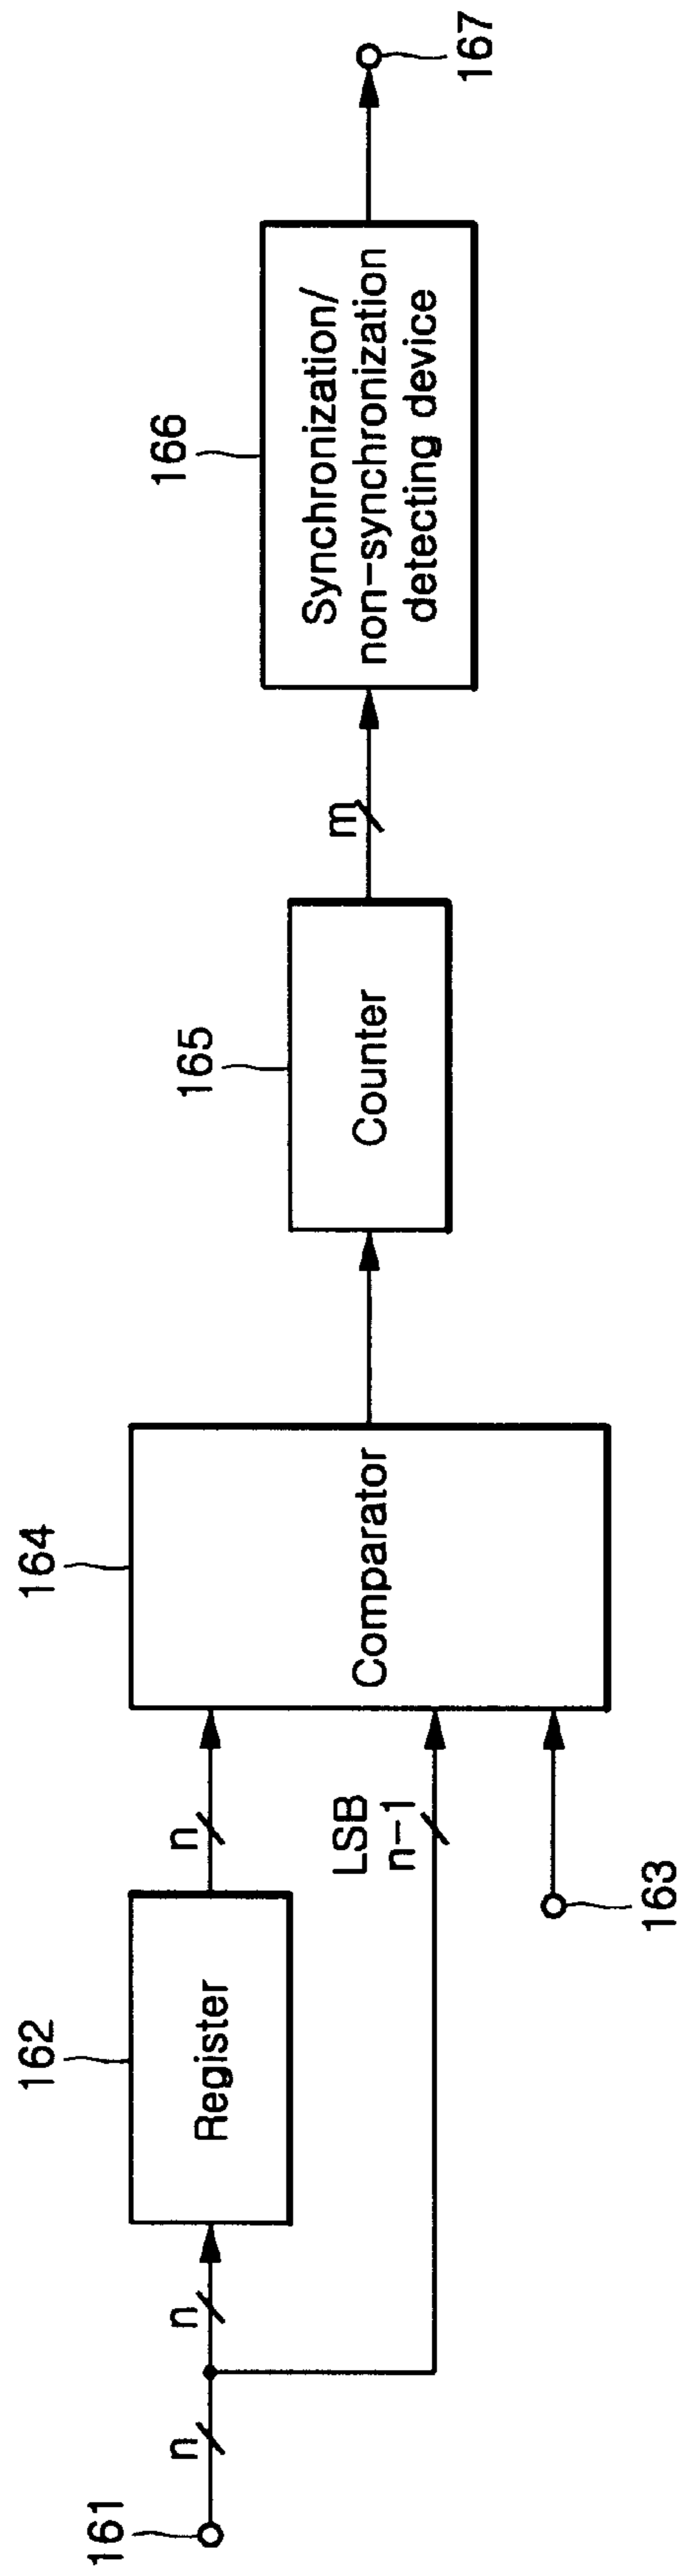 161
n
n
162
Register
n
LSB
n-1
163
164
Comparator
165
Counter
m
166
Synchronization/
non-synchronization
detecting device
167